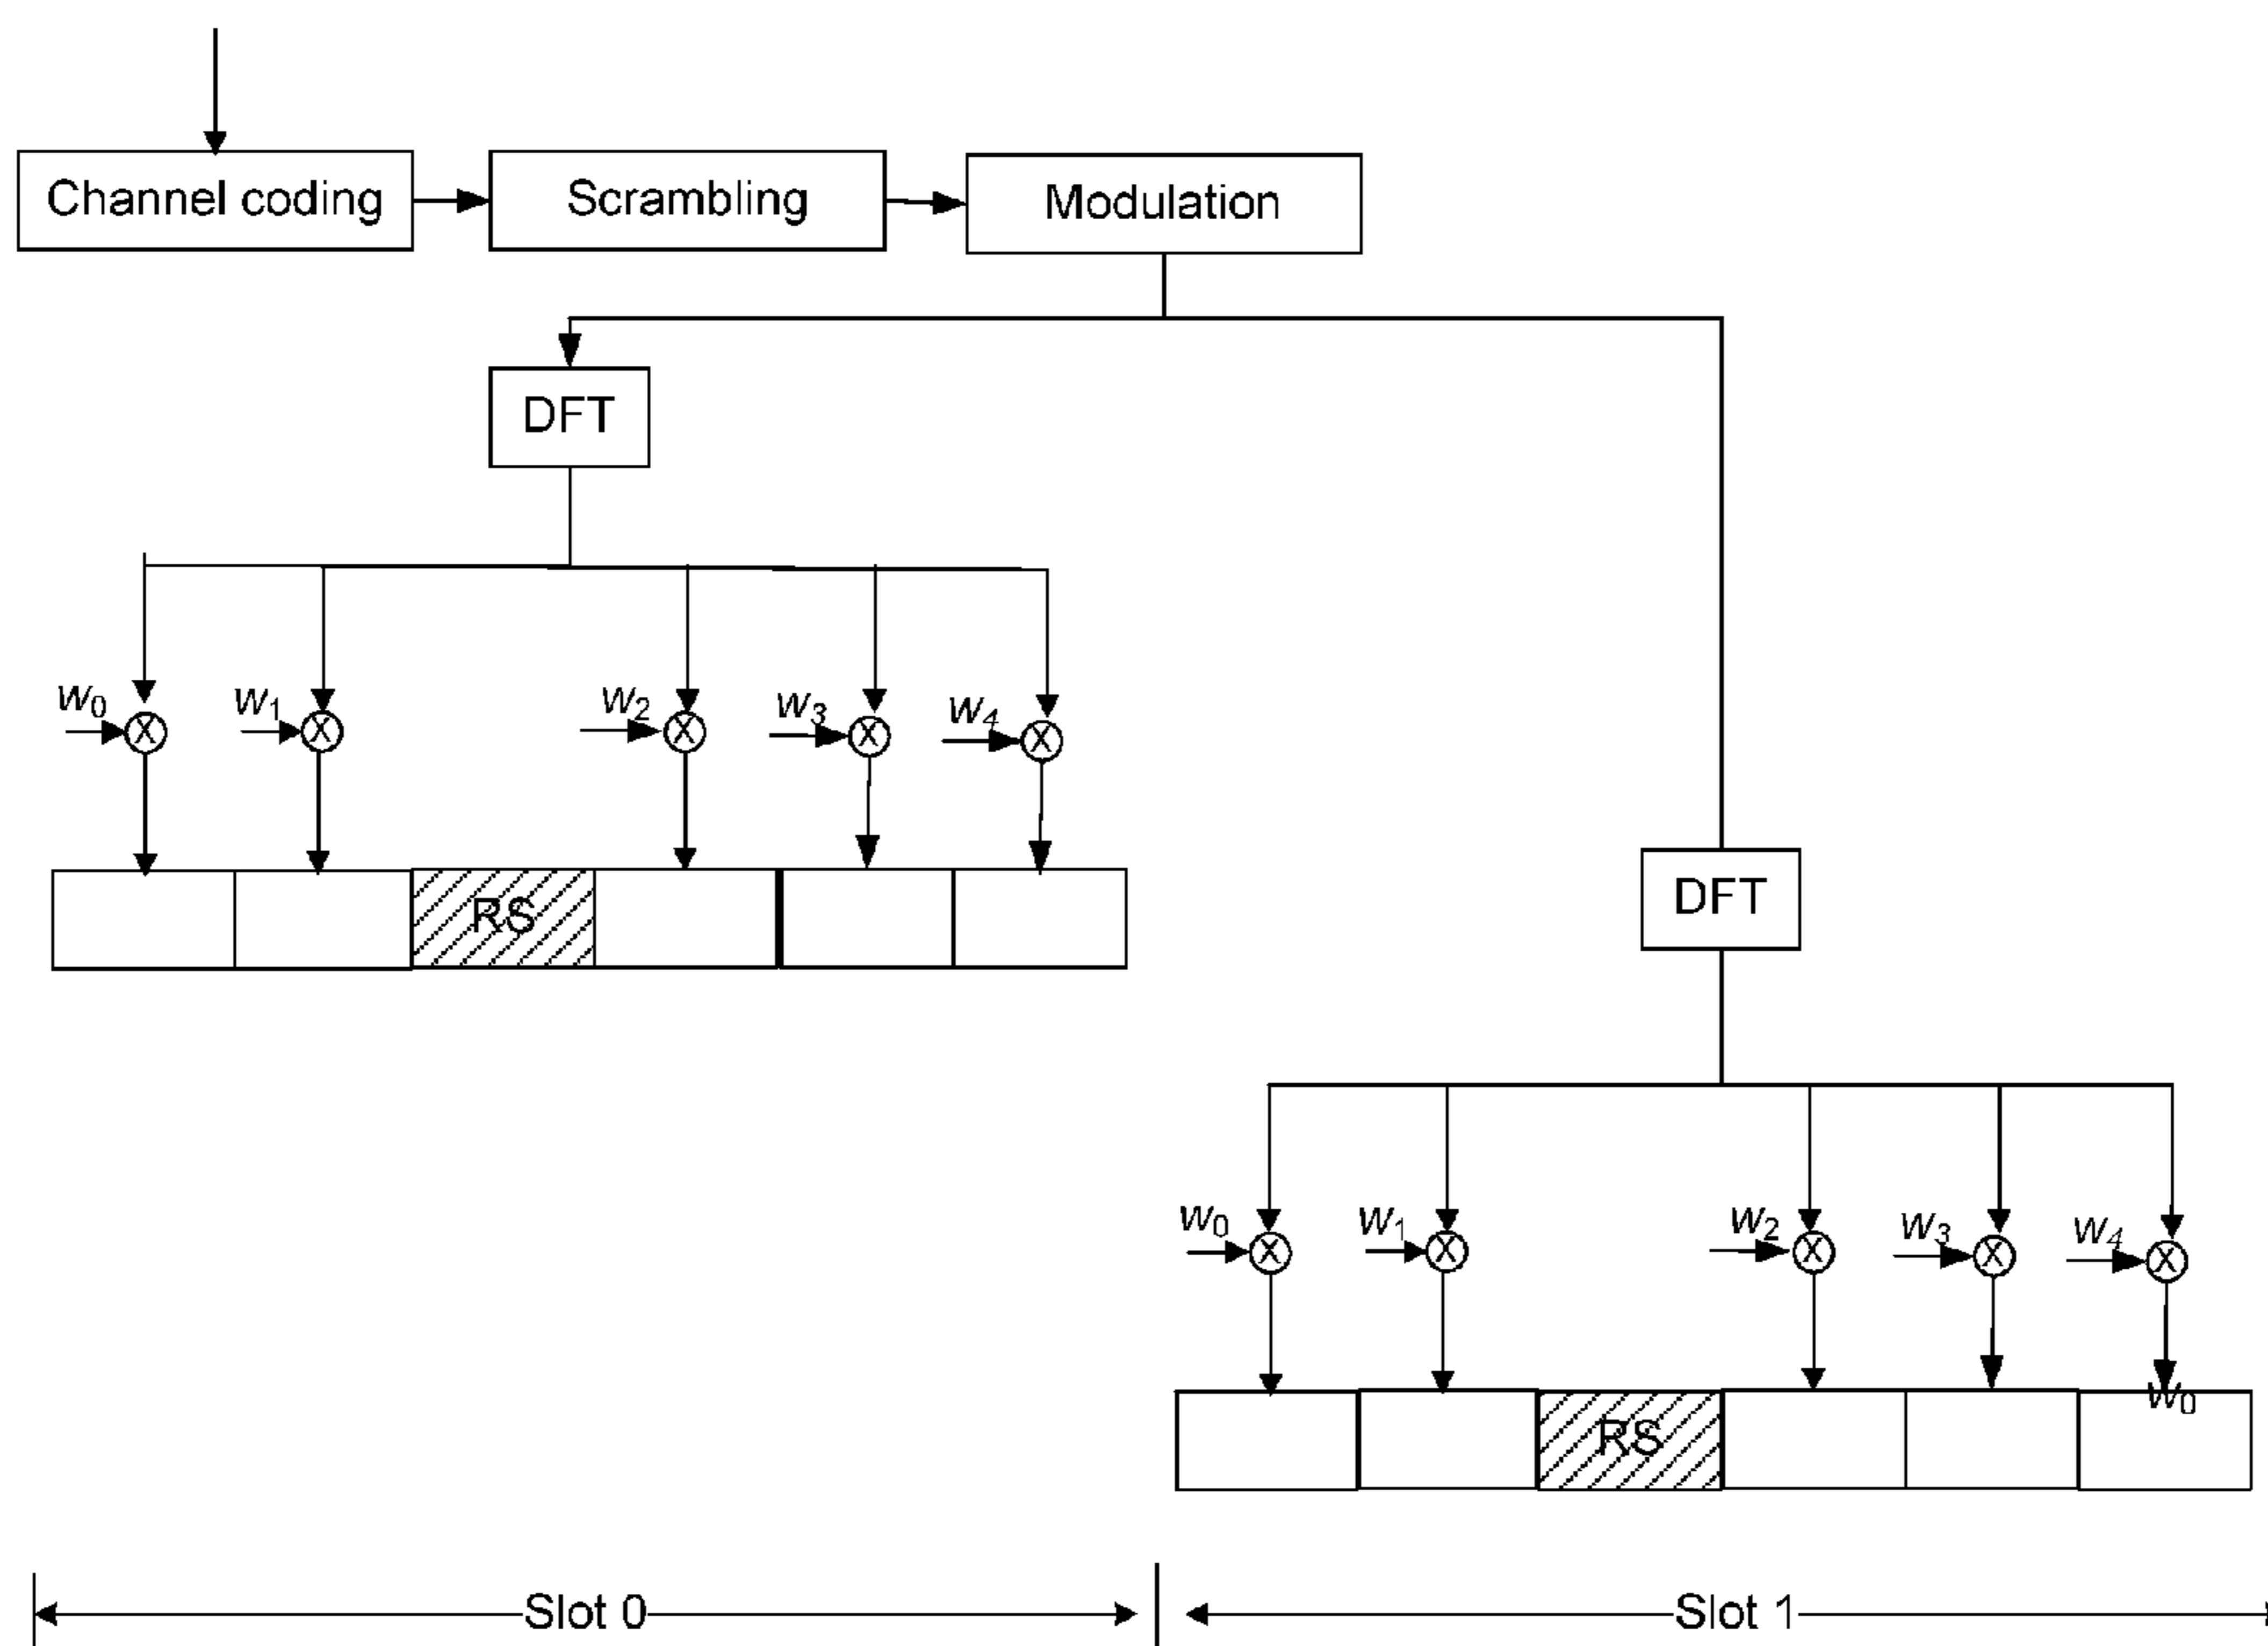 Channel coding
Scrambling
Modulation
DFT
w0
w1
w2
w3
w4
X
X
X
X
X
RS
DFT
w0
w1
w2
w3
w4
X
X
X
X
X
w0
RS
Slot 0
Slot 1